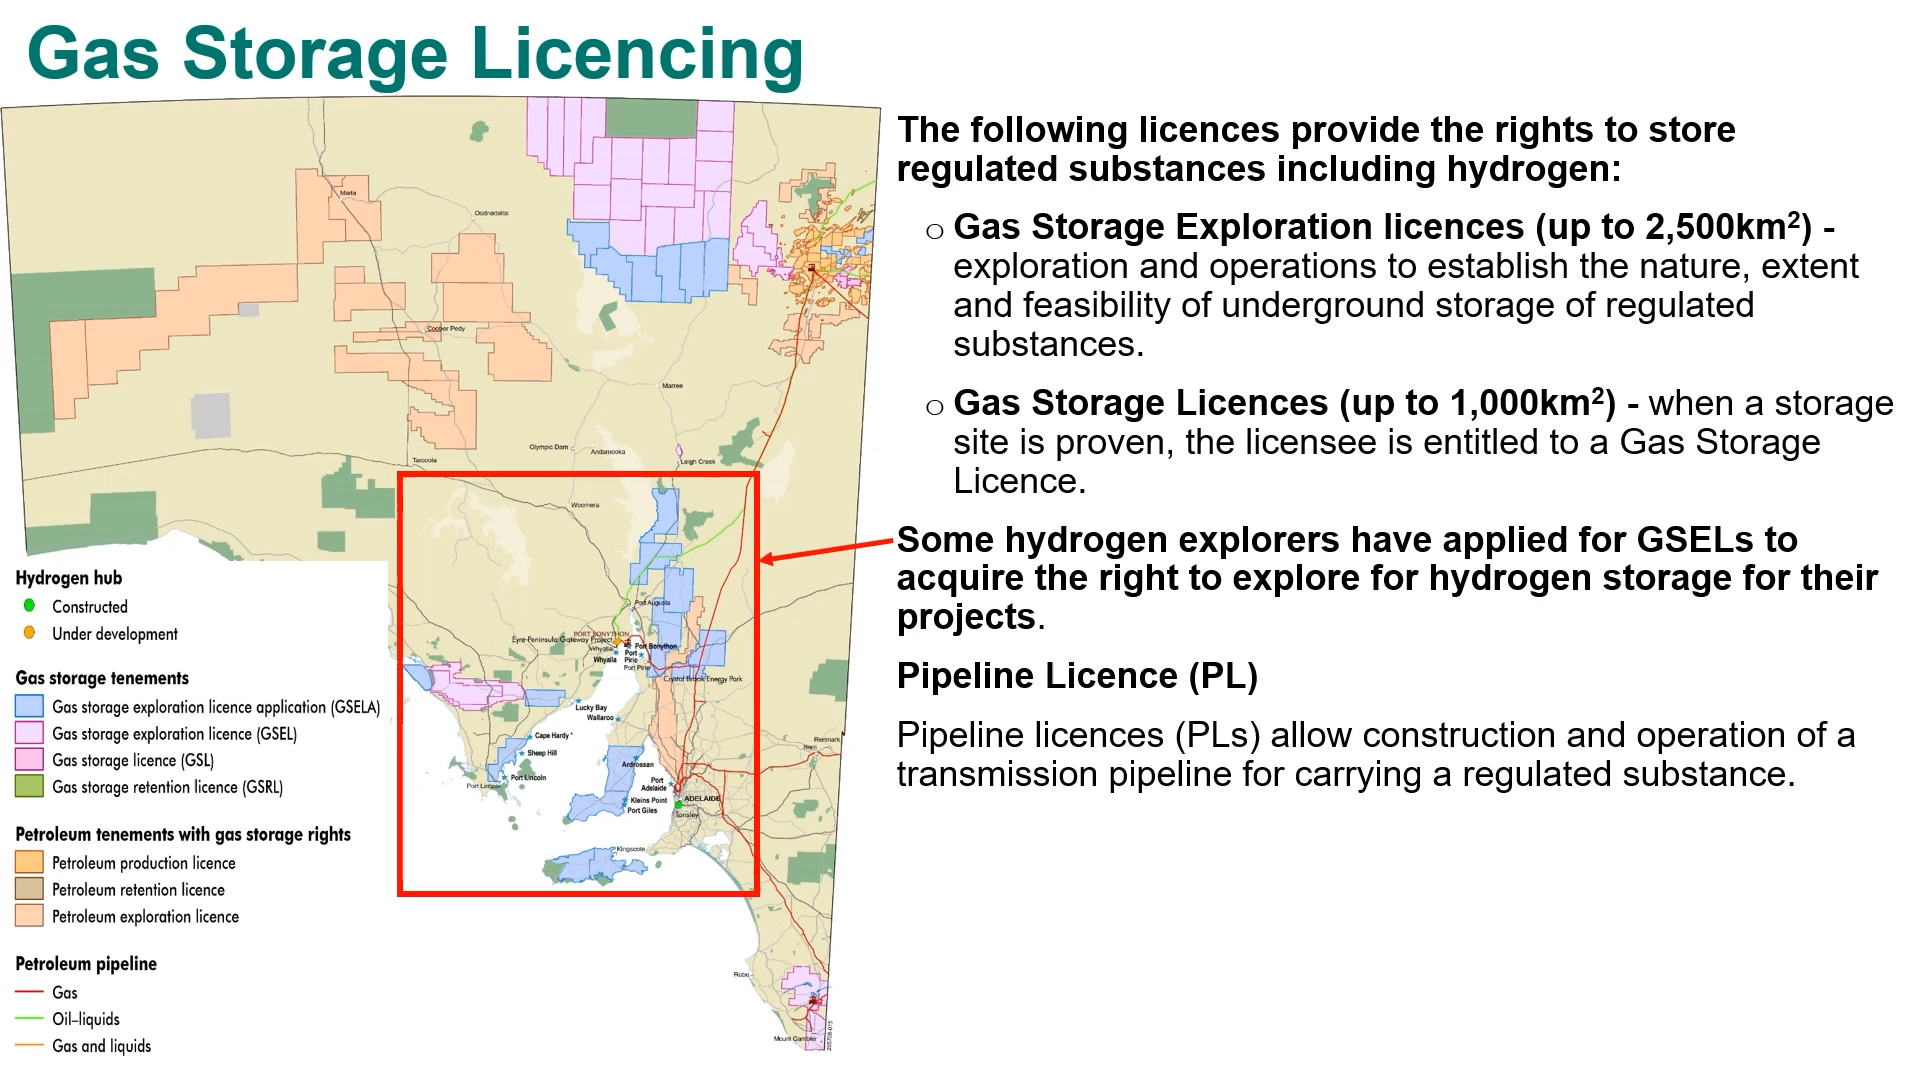 Gas Storage Licencing
The following licences provide the rights to store
regulated substances including hydrogen:
o Gas Storage Exploration licences (up to 2,500km²) -
exploration and operations to establish the nature, extent
and feasibility of underground storage of regulated
substances.
o Gas Storage Licences (up to 1,000km²) - when a storage
site is proven, the licensee is entitled to a Gas Storage
Licence.
Some hydrogen explorers have applied for GSELs to
acquire the right to explore for hydrogen storage for their
projects.
Pipeline Licence (PL)
Pipeline licences (PLs) allow construction and operation of a
transmission pipeline for carrying a regulated substance.
Marla
Oodnadatta
Coober Pedy
Marree
Olympic Dam
Andamooka
Leigh Creek
Tarcoola
Woomera
Port Augusta
PORT BONYTHON
Eyre Peninsula Gateway Project
Whyalla
Port Bonython
Whyalla
Port
Pirie
Port Pirie
Crystal Brook Energy Park
Lucky Bay
Wallaroo
Cape Hardy *
Sheep Hill
Port Lincoln
Port Lincoln
Ardrossan
Port
Adelaide
ADELAIDE
Kleins Point
Port Giles
Tonsley
Kingscote
Renmark
Robe
Mount Gambier
Hydrogen hub
Constructed
Under development
Gas storage tenements
Gas storage exploration licence application (GSELA)
Gas storage exploration licence (GSEL)
Gas storage licence (GSL)
Gas storage retention licence (GSRL)
Petroleum tenements with gas storage rights
Petroleum production licence
Petroleum retention licence
Petroleum exploration licence
Petroleum pipeline
Gas
Oil–liquids
Gas and liquids